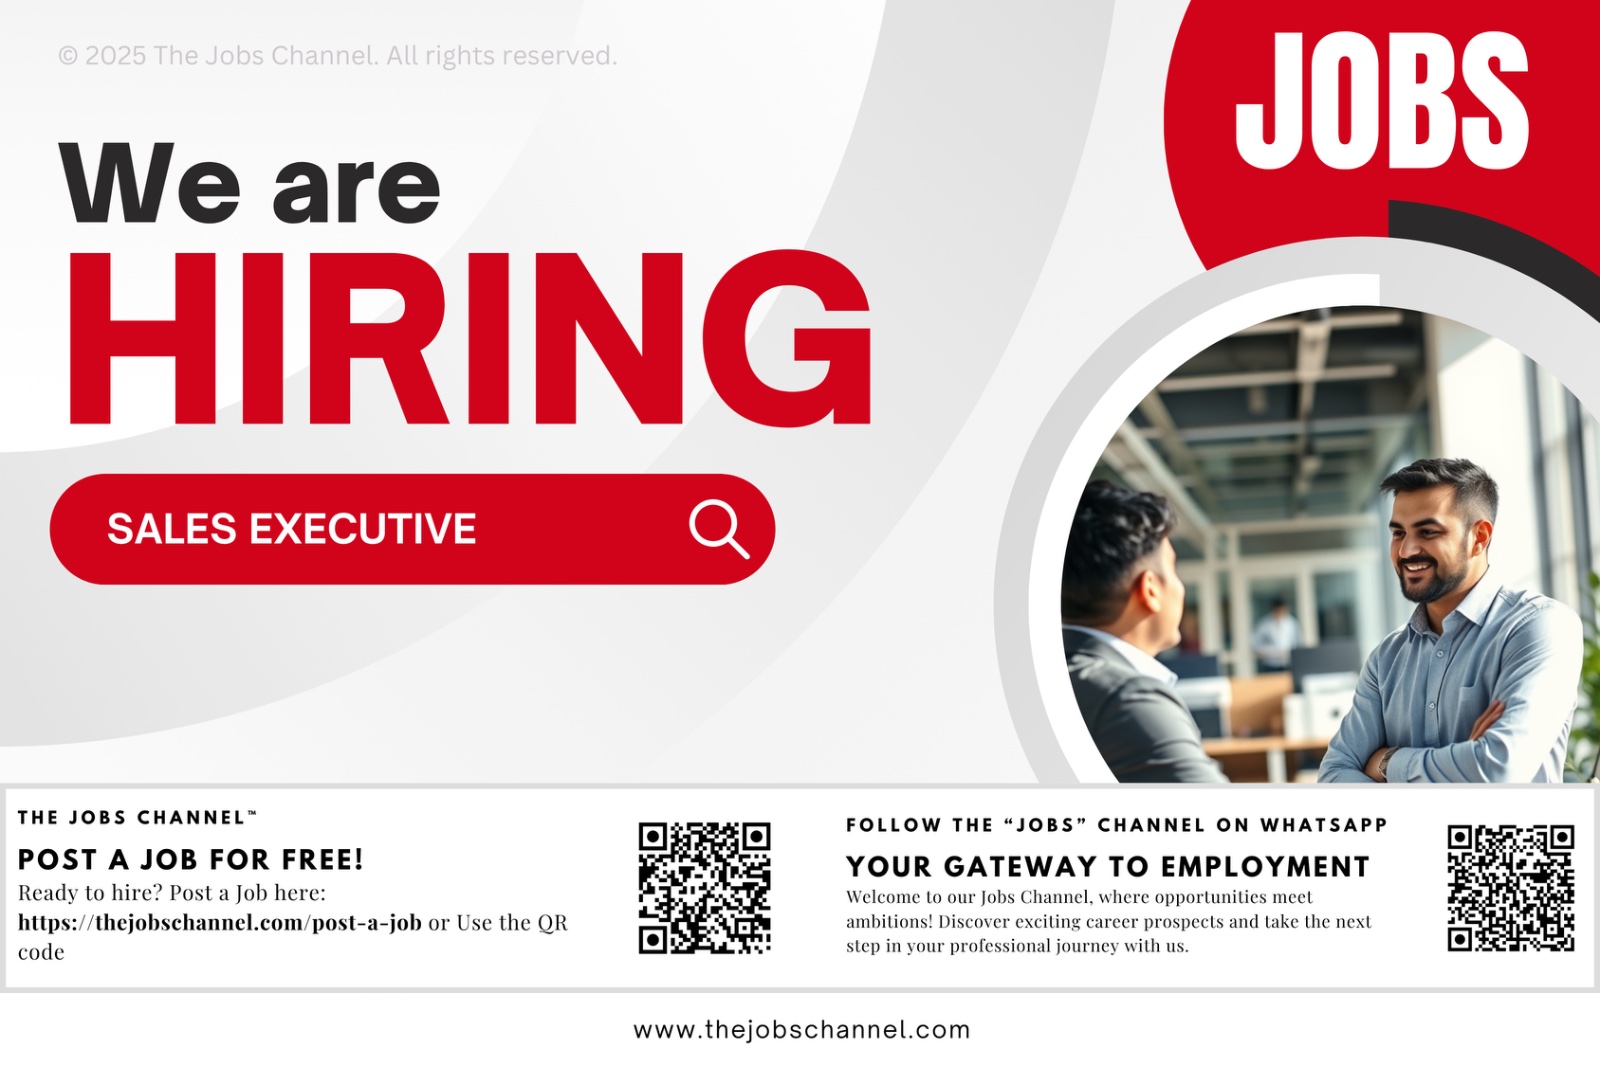 © 2025 The Jobs Channel. All rights reserved.
JOBS
We are
HIRING
SALES EXECUTIVE
THE JOBS CHANNEL™
POST A JOB FOR FREE!
Ready to hire? Post a Job here:
https://thejobschannel.com/post-a-job or Use the QR
code
FOLLOW THE “JOBS” CHANNEL ON WHATSAPP
YOUR GATEWAY TO EMPLOYMENT
Welcome to our Jobs Channel, where opportunities meet
ambitions! Discover exciting career prospects and take the next
step in your professional journey with us.
www.thejobschannel.com